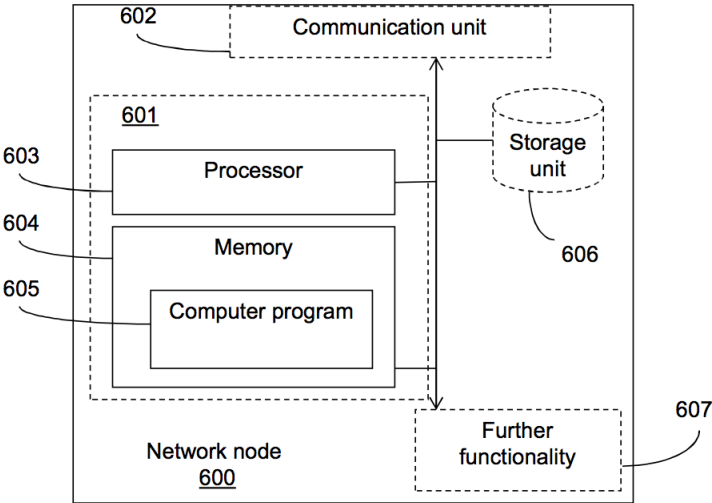 602
Communication unit
601
603
Processor
Storage
unit
604
Memory
606
605
Computer program
607
Further
functionality
Network node
600